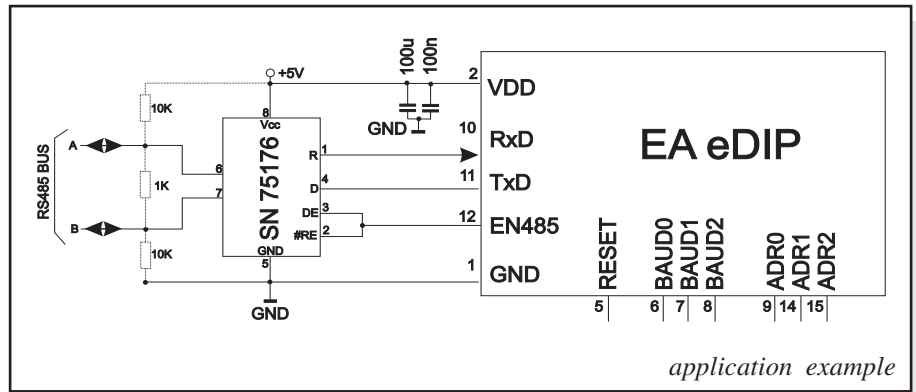 +5V
100u
100n
GND
2 VDD
10 RxD
11 TxD
12 EN485
1 GND
EA eDIP
RS485 BUS
A
B
10K
1K
10K
8
Vcc
6
7
SN 75176
R 1
D 4
DE 3
#RE 2
GND
5
GND
RESET
BAUD0
BAUD1
BAUD2
ADR0
ADR1
ADR2
5 6 7 8 9 14 15
application example